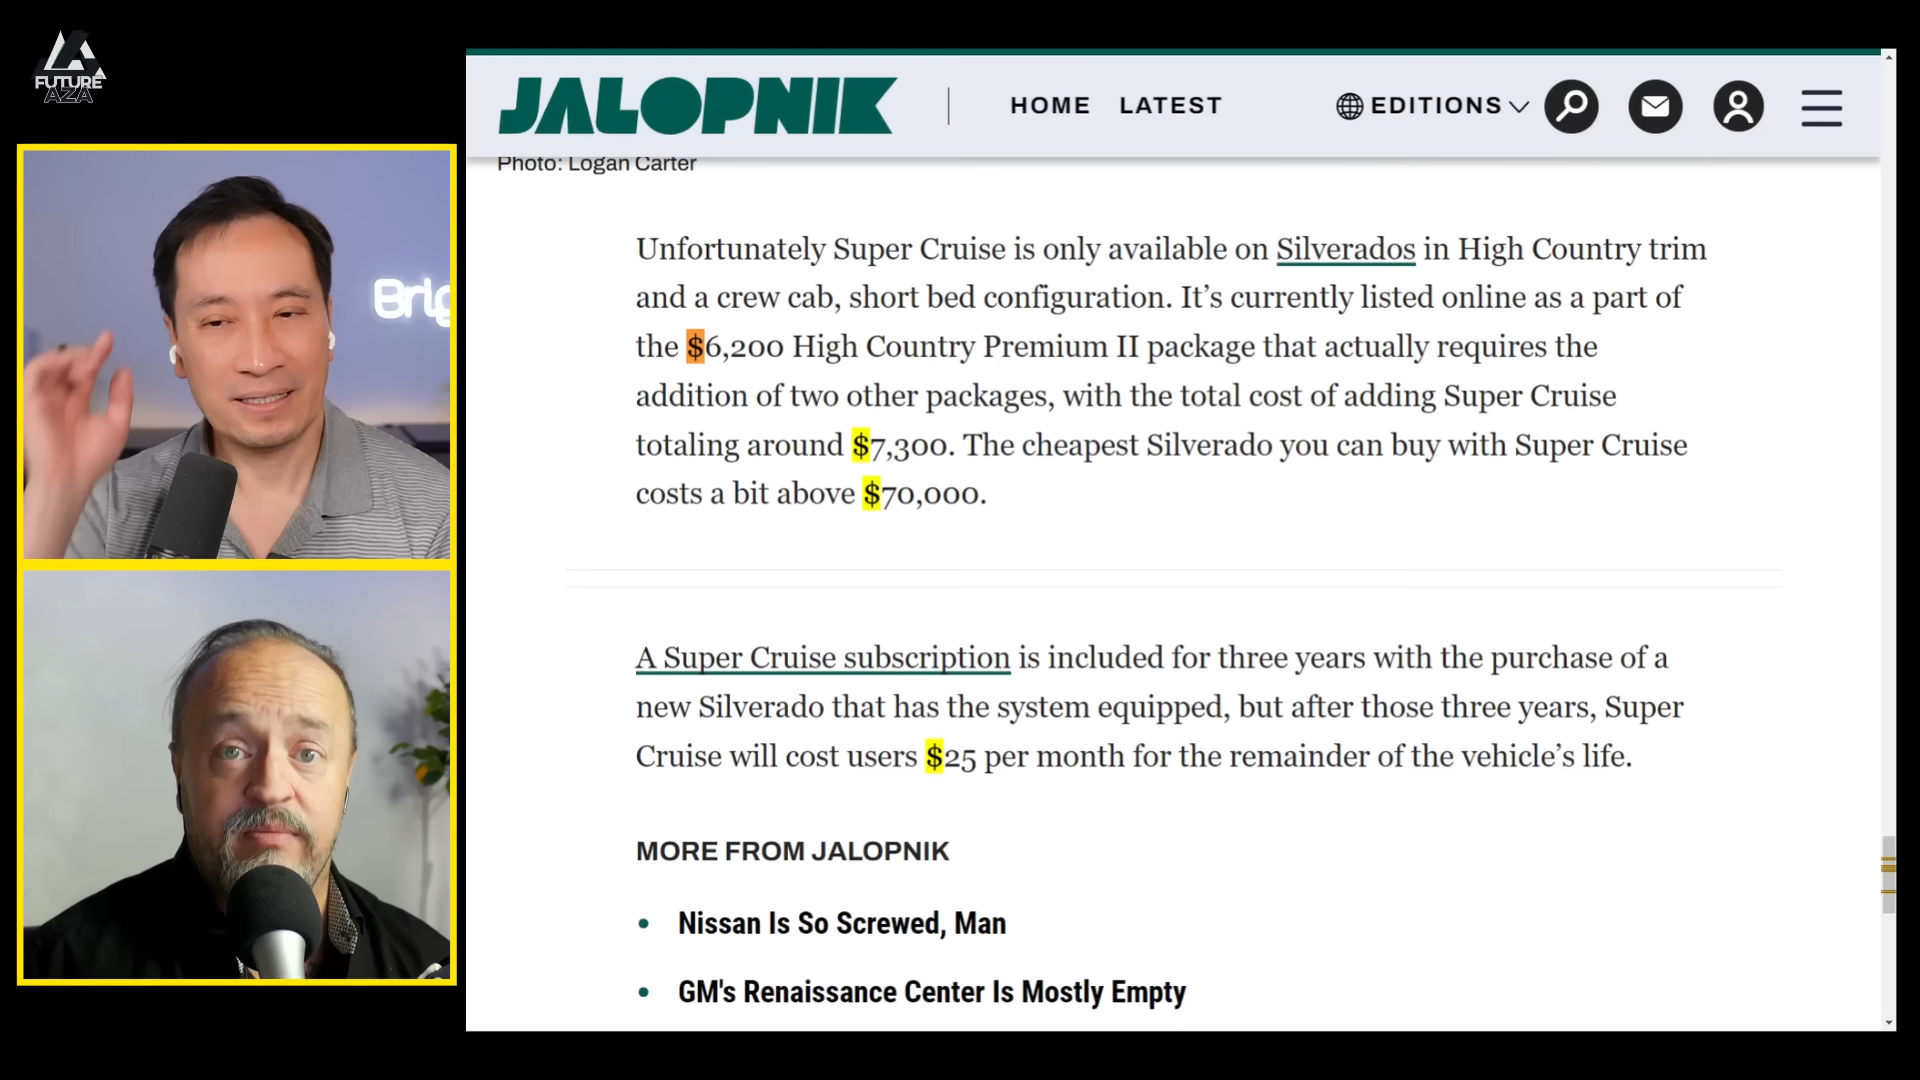 FUTURE
AZA
JALOPNIK
HOME LATEST
EDITIONS
Photo: Logan Carter
Brig
Unfortunately Super Cruise is only available on Silverados in High Country trim
and a crew cab, short bed configuration. It’s currently listed online as a part of
the $6,200 High Country Premium II package that actually requires the
addition of two other packages, with the total cost of adding Super Cruise
totaling around $7,300. The cheapest Silverado you can buy with Super Cruise
costs a bit above $70,000.
A Super Cruise subscription is included for three years with the purchase of a
new Silverado that has the system equipped, but after those three years, Super
Cruise will cost users $25 per month for the remainder of the vehicle’s life.
MORE FROM JALOPNIK
• Nissan Is So Screwed, Man
• GM's Renaissance Center Is Mostly Empty